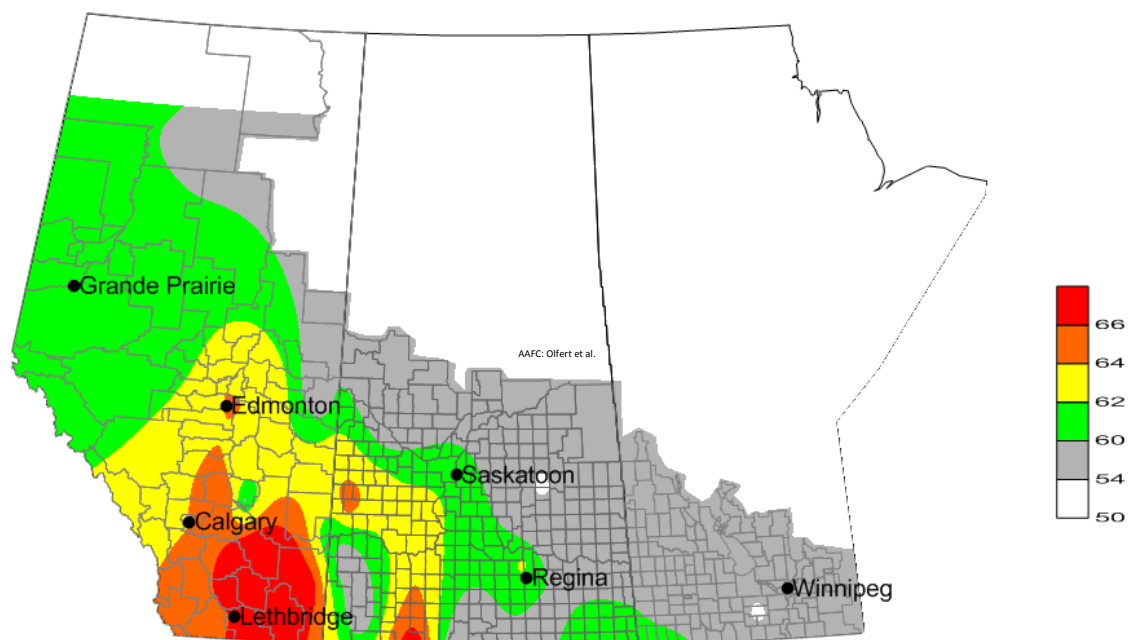 Grande Prairie
AAFC: Olfert et al.
Edmonton
Saskatoon
Calgary
Regina
Winnipeg
Lethbridge
66
64
62
60
54
50